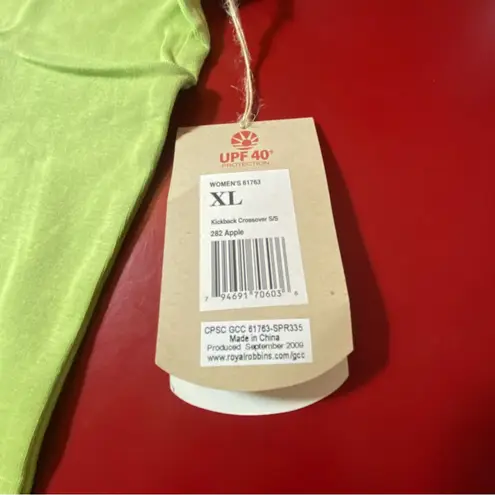 UPF 40+
PROTECTION
WOMEN'S 61763
XL
Kickback Crossover S/S
282 Apple
7 94691 70603 6
CPSC GCC 61763-SPR335
Made in China
Produced September 2009
www.royalrobbins.com/gcc